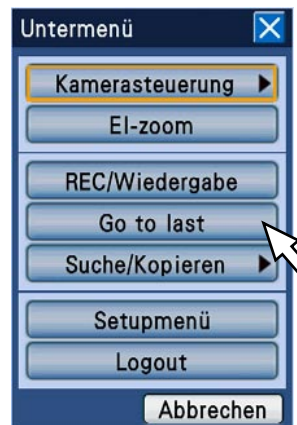 Untermenü
Kamerasteuerung
El-zoom
REC/Wiedergabe
Go to last
Suche/Kopieren
Setupmenü
Logout
Abbrechen